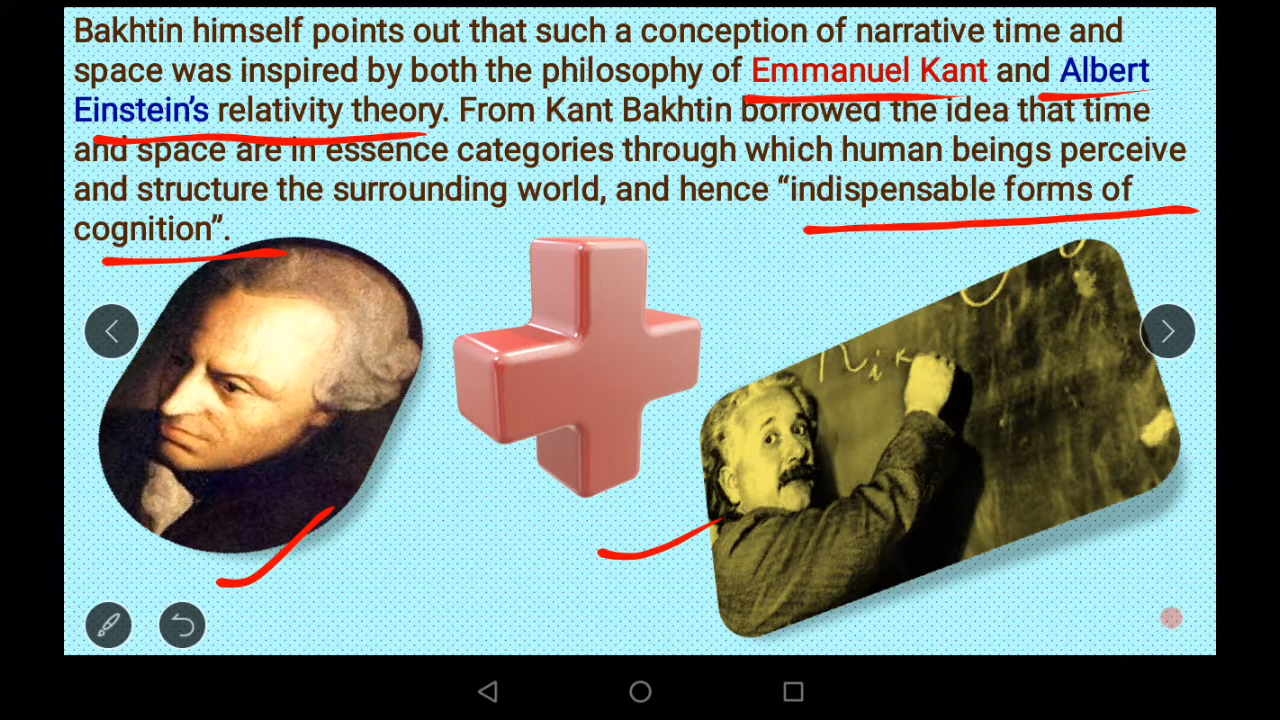 Bakhtin himself points out that such a conception of narrative time and
space was inspired by both the philosophy of Emmanuel Kant and Albert
Einstein's relativity theory. From Kant Bakhtin borrowed the idea that time
and space are in essence categories through which human beings perceive
and structure the surrounding world, and hence “indispensable forms of
cognition”.